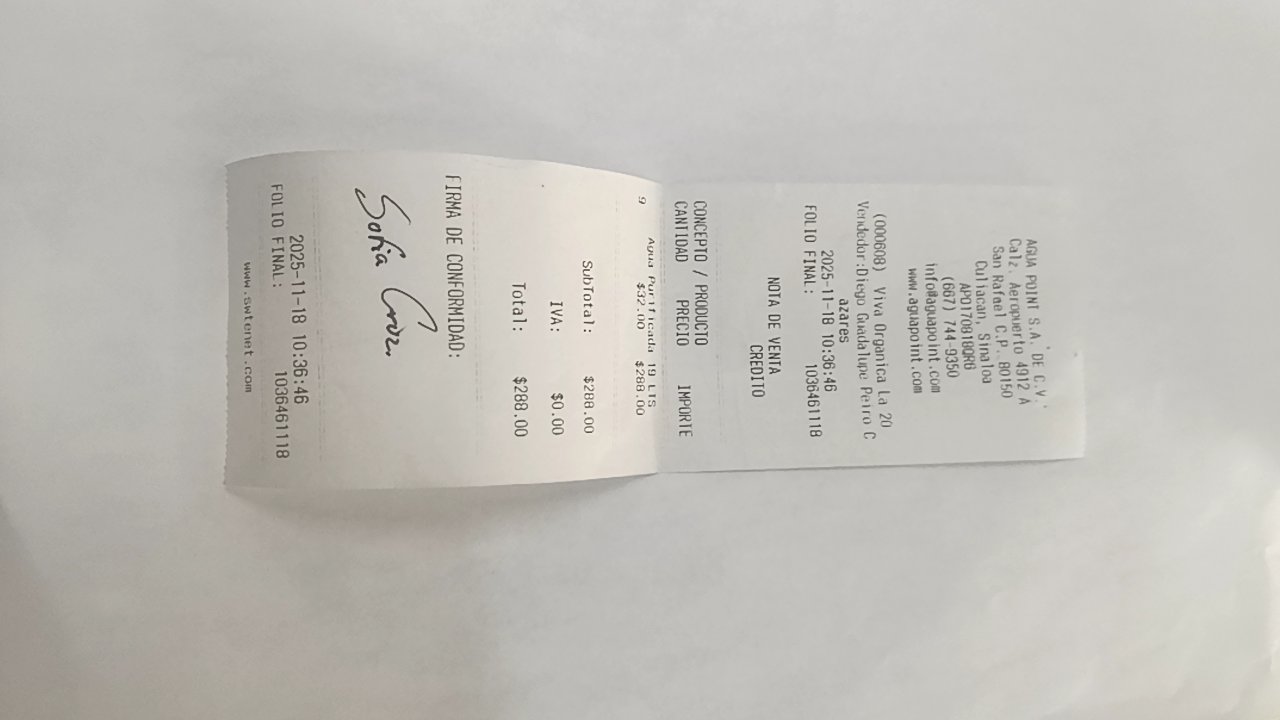 AGUA POINT S.A. DE C.V.
Calz. Aeropuerto 4912 A
San Rafael C.P. 80150
Culiacan, Sinaloa
APO170818QR6
(667) 744-9350
info@aguapoint.com
www.aguapoint.com
(000608) Viva Organica La 20
Vendedor:Diego Guadalupe Peiro C
azares
2025-11-18 10:36:46
FOLIO FINAL: 1036461118
NOTA DE VENTA
CREDITO
CONCEPTO / PRODUCTO
CANTIDAD PRECIO IMPORTE
Agua Purificada 19 LTS
9 $32.00 $288.00
SubTotal: $288.00
IVA: $0.00
Total: $288.00
FIRMA DE CONFORMIDAD:
Sofia Cruz
2025-11-18 10:36:46
FOLIO FINAL: 1036461118
www.swtenet.com